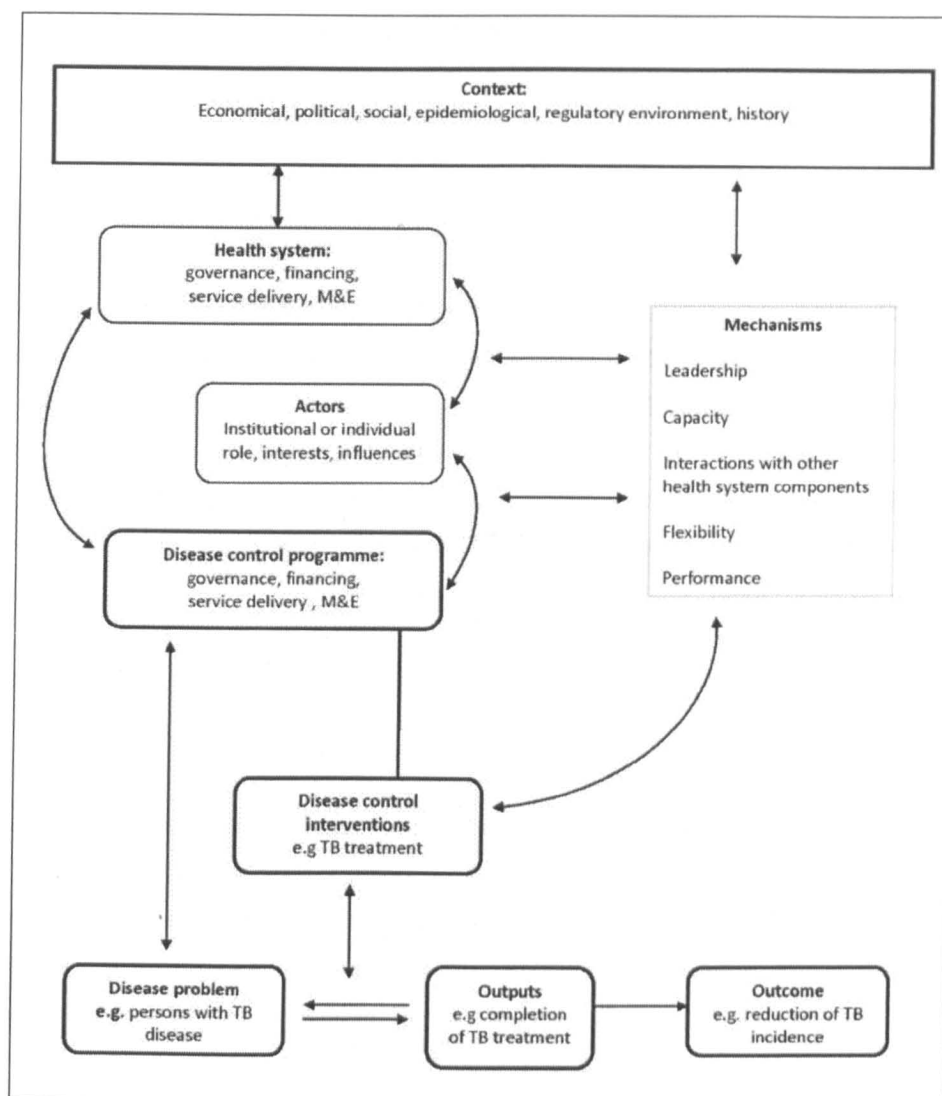 Context:
Economical, political, social, epidemiological, regulatory environment, history
Health system:
governance, financing,
service delivery, M&E
Mechanisms
Leadership
Capacity
Interactions with other
health system components
Flexibility
Performance
Actors
Institutional or individual
role, interests, influences
Disease control programme:
governance, financing,
service delivery , M&E
Disease control
interventions
e.g TB treatment
Disease problem
e.g. persons with TB
disease
Outputs
e.g completion
of TB treatment
Outcome
e.g. reduction of TB
incidence